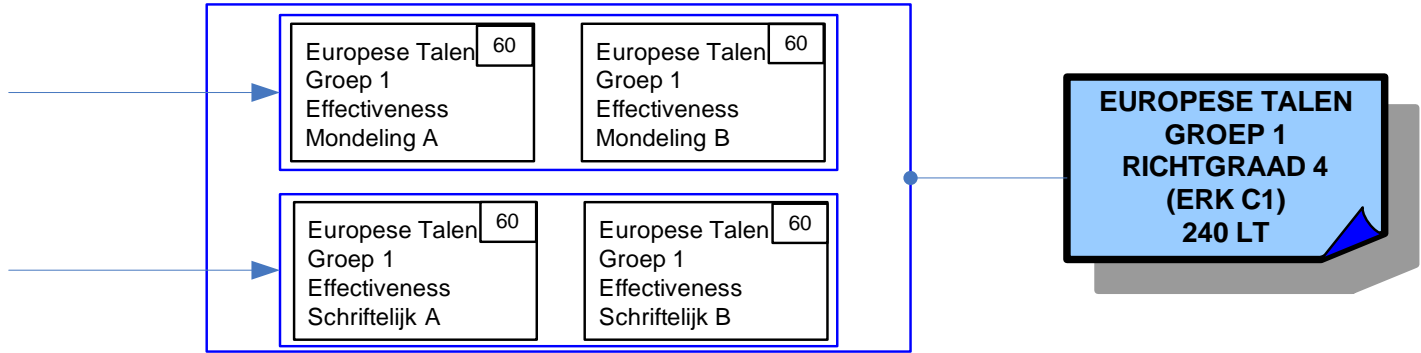 Europese Talen 60
Groep 1
Effectiveness
Mondeling A
Europese Talen 60
Groep 1
Effectiveness
Mondeling B
Europese Talen 60
Groep 1
Effectiveness
Schriftelijk A
Europese Talen 60
Groep 1
Effectiveness
Schriftelijk B
EUROPESE TALEN
GROEP 1
RICHTGRAAD 4
(ERK C1)
240 LT